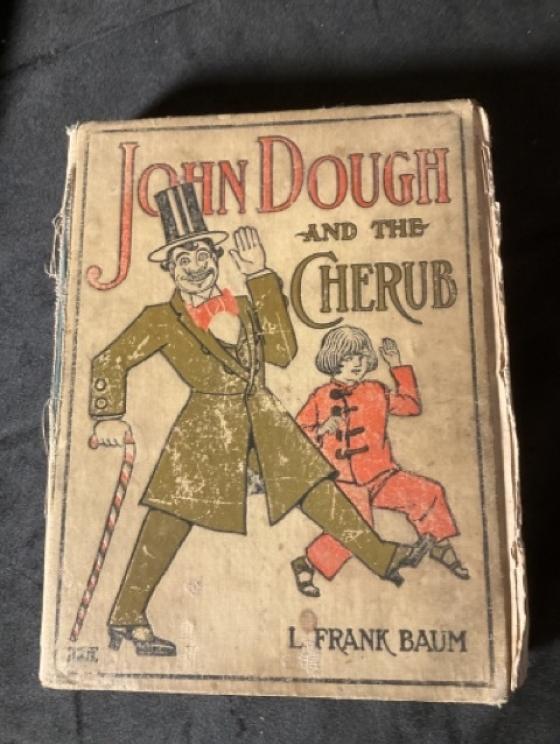 JOHN DOUGH
AND THE
CHERUB
L. FRANK BAUM